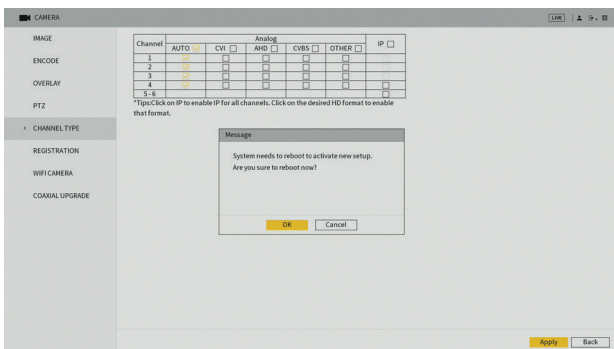 CAMERA
LIVE
IMAGE
ENCODE
OVERLAY
PTZ
CHANNEL TYPE
REGISTRATION
WIFI CAMERA
COAXIAL UPGRADE
Channel Analog IP
AUTO CVI AHD CVBS OTHER
1
2
3
4
5 - 6
*Tips:Click on IP to enable IP for all channels. Click on the desired HD format to enable
that format.
Message
System needs to reboot to activate new setup.
Are you sure to reboot now?
OK Cancel
Apply Back